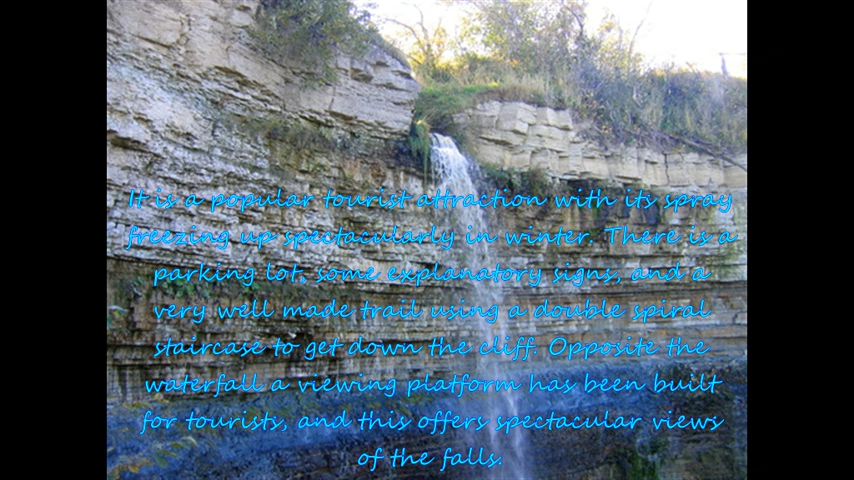 It is a popular tourist attraction with its spray
freezing up spectacularly in winter. There is a
parking lot, some explanatory signs, and a
very well made trail using a double spiral
staircase to get down the cliff. Opposite the
waterfall a viewing platform has been built
for tourists, and this offers spectacular views
of the falls.